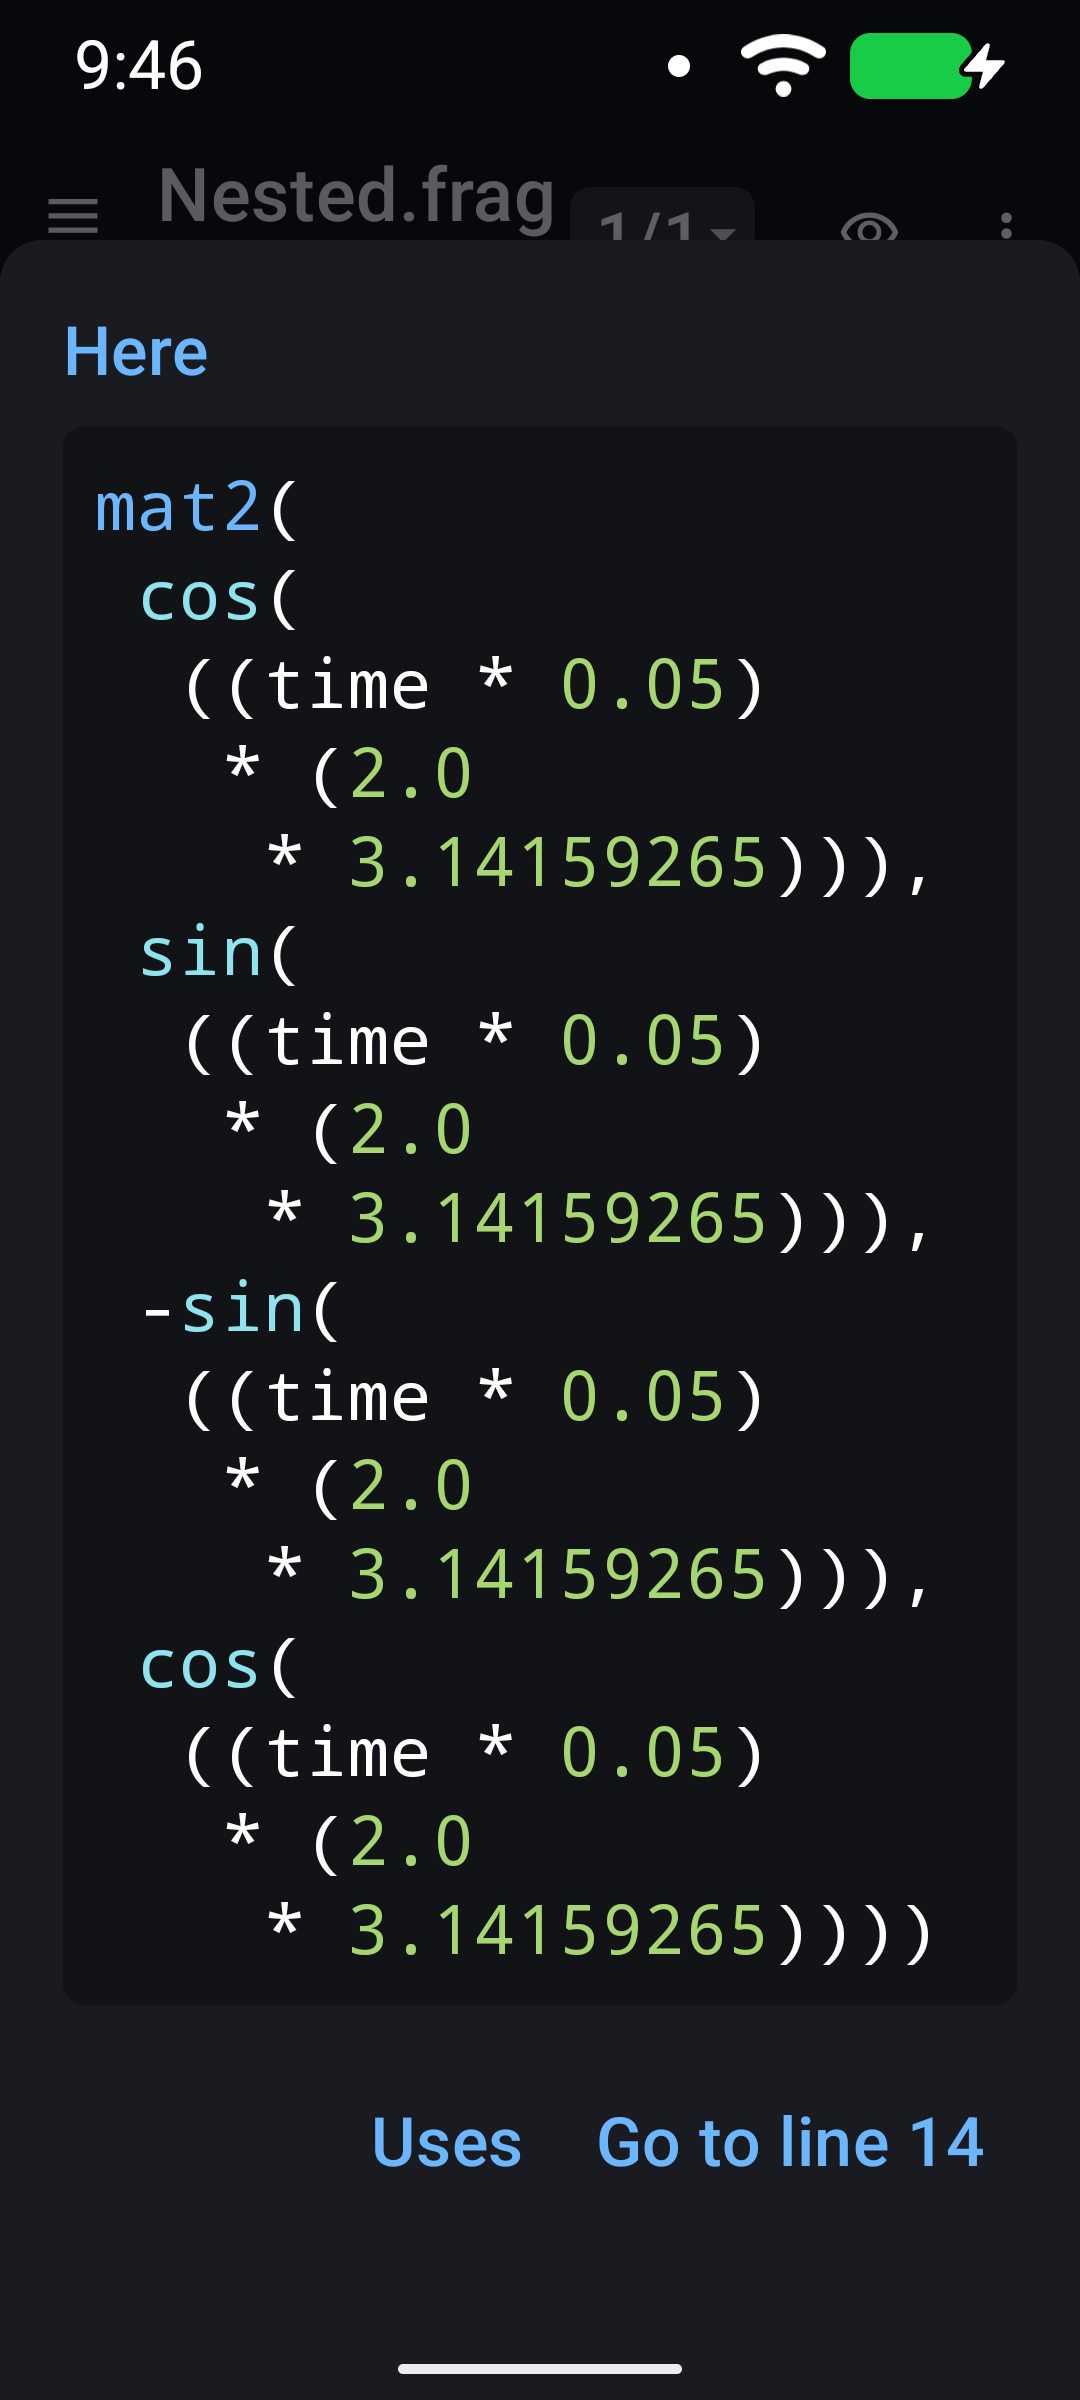 9:46
Nested.frag
1/1
Here
mat2(
 cos(
  ((time * 0.05)
   * (2.0
    * 3.14159265))),
 sin(
  ((time * 0.05)
   * (2.0
    * 3.14159265))),
 -sin(
  ((time * 0.05)
   * (2.0
    * 3.14159265))),
 cos(
  ((time * 0.05)
   * (2.0
    * 3.14159265))))
Uses
Go to line 14